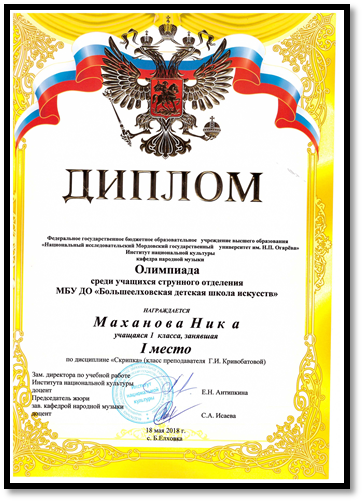 ДИПЛОМ
Федеральное государственное бюджетное образовательное учреждение высшего образования
«Национальный исследовательский Мордовский государственный университет им. Н.П. Огарёва»
Институт национальной культуры
кафедра народной музыки
Олимпиада
среди учащихся струнного отделения
МБУ ДО «Большеелховская детская школа искусств»
НАГРАЖДАЕТСЯ
Маханова Ника
учащаяся 1 класса, занявшая
I место
по дисциплине «Скрипка» (класс преподавателя Г.И. Кривобатовой)
Зам. директора по учебной работе
Института национальной культуры
доцент Е.Н. Антипкина
Председатель жюри
зав. кафедрой народной музыки
доцент С.А. Исаева
Институт национальной культуры
18 мая 2018 г.
с. Б.Елховка